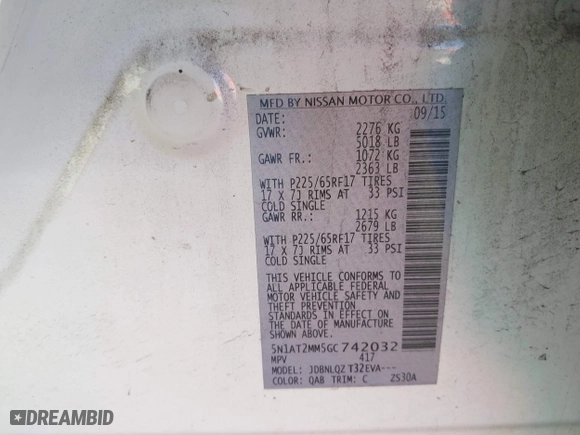 MFD BY NISSAN MOTOR CO., LTD.
DATE: 09/15
GVWR: 2276 KG
5018 LB
GAWR FR.: 1072 KG
2363 LB
WITH P225/65RF17 TIRES
17 X 7J RIMS AT 33 PSI
COLD SINGLE
GAWR RR.: 1215 KG
2679 LB
WITH P225/65RF17 TIRES
17 X 7J RIMS AT 33 PSI
COLD SINGLE
THIS VEHICLE CONFORMS TO
ALL APPLICABLE FEDERAL
MOTOR VEHICLE SAFETY AND
THEFT PREVENTION
STANDARDS IN EFFECT ON
THE DATE OF MANUFACTURE
SHOWN ABOVE.
5N1AT2MM5GC742032
MPV 417
MODEL: JDBNLQZ T32EVA---
COLOR: QAB TRIM: C ZS30A
DREAMBID